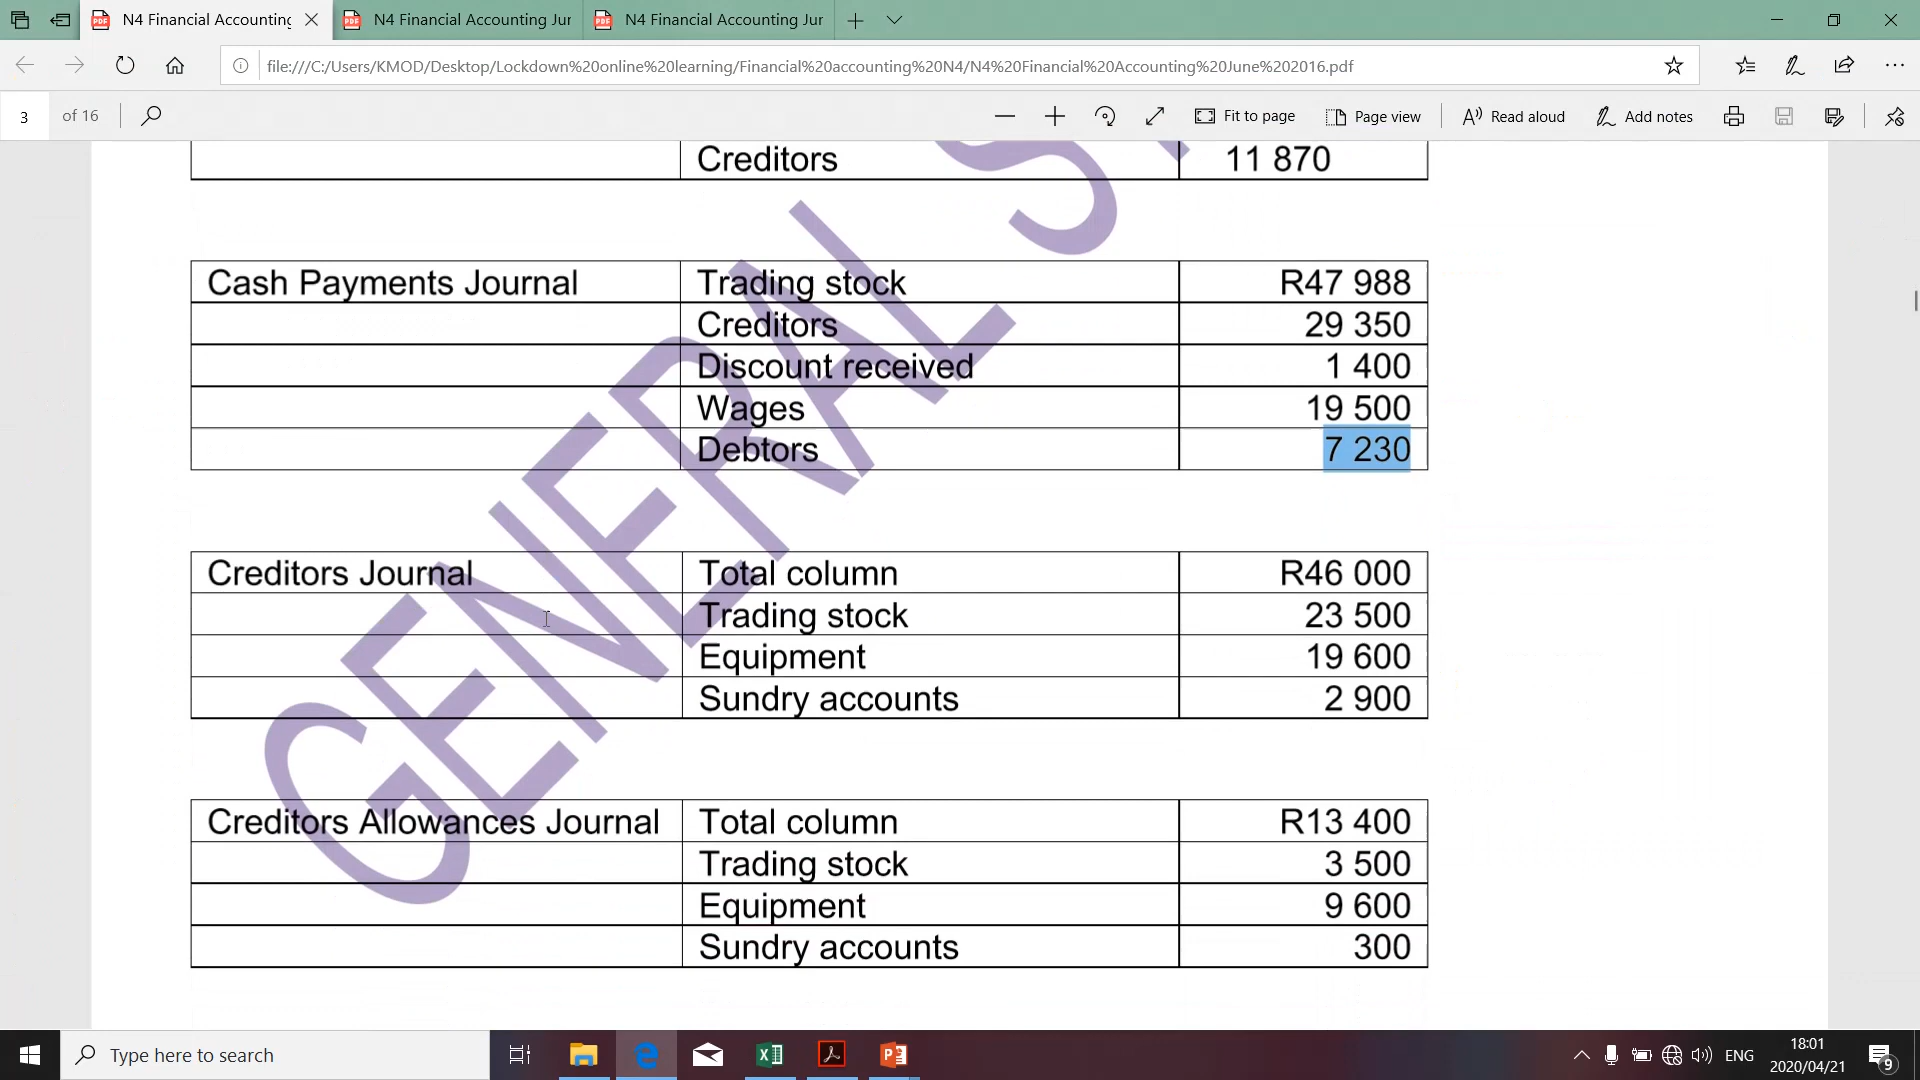 N4 Financial Accounting
N4 Financial Accounting Jur
N4 Financial Accounting Jur
file:///C:/Users/KMOD/Desktop/Lockdown%20online%20learning/Financial%20accounting%20N4/N4%20Financial%20Accounting%20June%202016.pdf
3 of 16
Fit to page
Page view
Read aloud
Add notes
Creditors 11 870
Cash Payments Journal Trading stock R47 988
Creditors 29 350
Discount received 1 400
Wages 19 500
Debtors 7 230
Creditors Journal Total column R46 000
Trading stock 23 500
Equipment 19 600
Sundry accounts 2 900
Creditors Allowances Journal Total column R13 400
Trading stock 3 500
Equipment 9 600
Sundry accounts 300
GENERAL S
Type here to search
ENG
18:01
2020/04/21
9